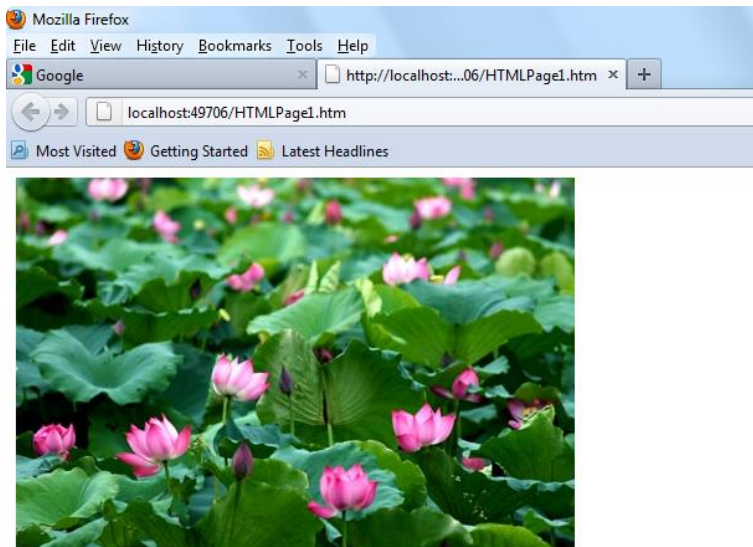 Mozilla Firefox
File Edit View History Bookmarks Tools Help
Google × http://localhost:...06/HTMLPage1.htm × +
localhost:49706/HTMLPage1.htm
Most Visited Getting Started Latest Headlines